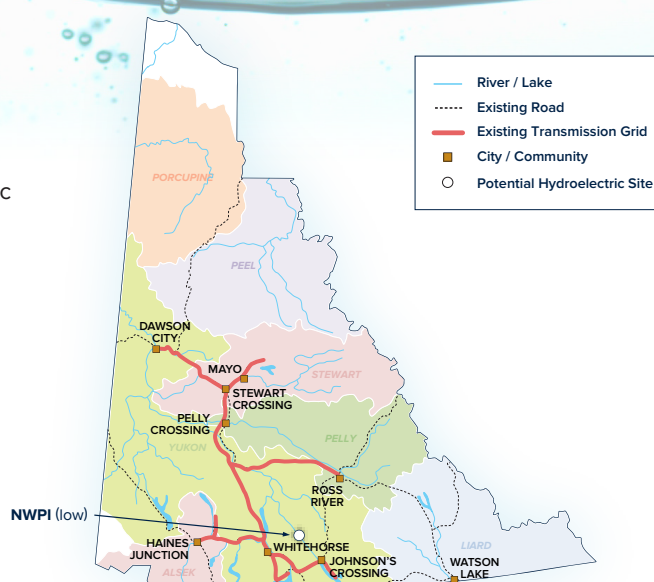 C
River / Lake
Existing Road
Existing Transmission Grid
City / Community
Potential Hydroelectric Site
PORCUPINE
PEEL
DAWSON
CITY
MAYO
STEWART
STEWART
CROSSING
PELLY
CROSSING
YUKON
PELLY
ROSS
RIVER
NWPI (low)
HAINES
JUNCTION
WHITEHORSE
LIARD
JOHNSON'S
CROSSING
WATSON
LAKE
ALSEK